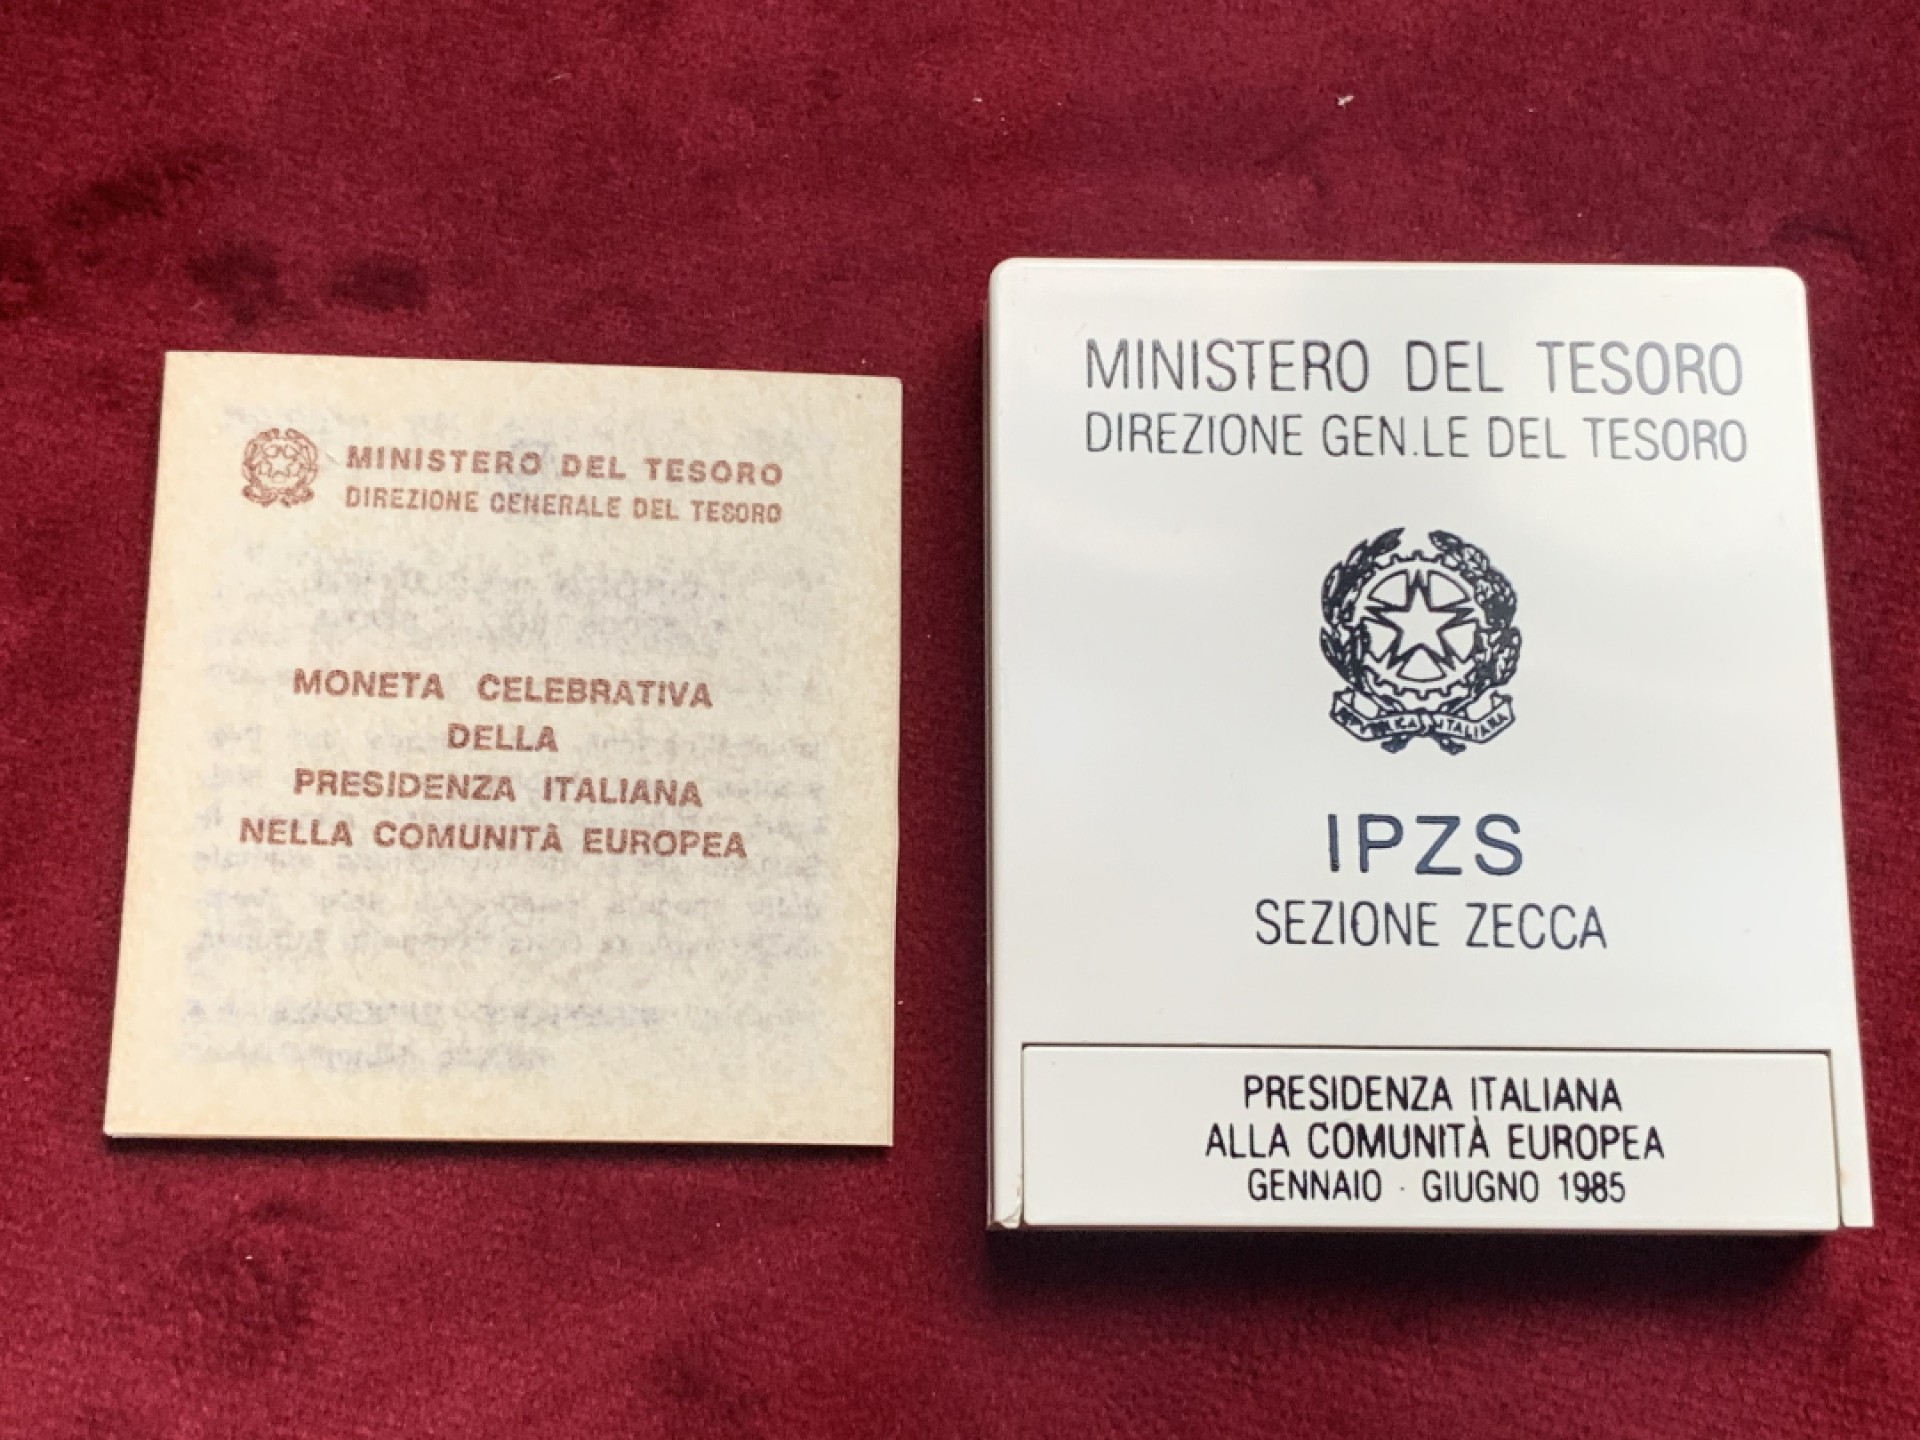 MINISTERO DEL TESORO
DIREZIONE GENERALE DEL TESORO
MONETA CELEBRATIVA
DELLA
PRESIDENZA ITALIANA
NELLA COMUNITÀ EUROPEA
MINISTERO DEL TESORO
DIREZIONE GEN.LE DEL TESORO
REPVBBLICA ITALIANA
IPZS
SEZIONE ZECCA
PRESIDENZA ITALIANA
ALLA COMUNITÀ EUROPEA
GENNAIO - GIUGNO 1985